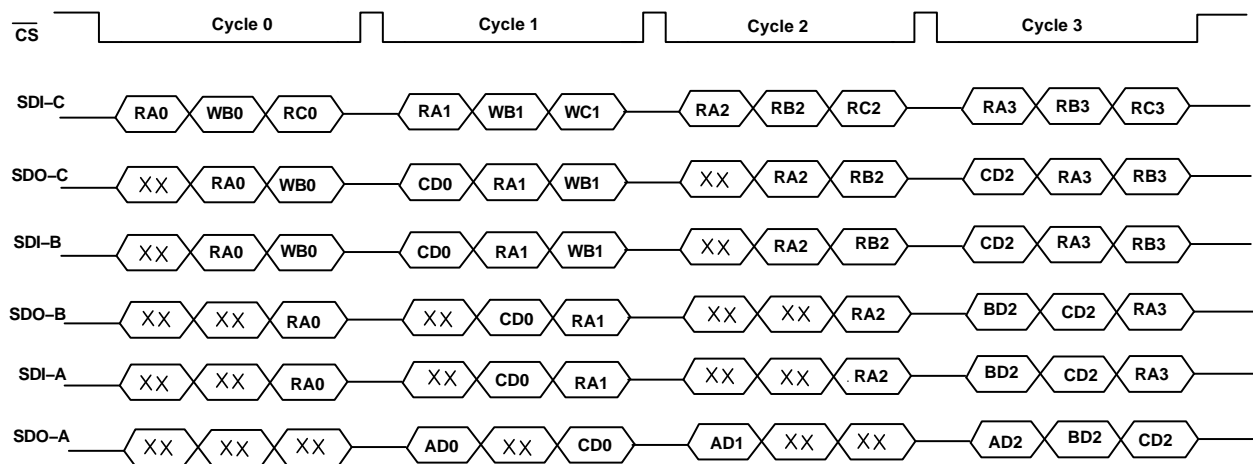 CS Cycle 0 Cycle 1 Cycle 2 Cycle 3
SDI–C RA0 WB0 RC0 RA1 WB1 WC1 RA2 RB2 RC2 RA3 RB3 RC3
SDO–C XX RA0 WB0 CD0 RA1 WB1 XX RA2 RB2 CD2 RA3 RB3
SDI–B XX RA0 WB0 CD0 RA1 WB1 XX RA2 RB2 CD2 RA3 RB3
SDO–B XX XX RA0 XX CD0 RA1 XX XX RA2 BD2 CD2 RA3
SDI–A XX XX RA0 XX CD0 RA1 XX XX RA2 BD2 CD2 RA3
SDO–A XX XX XX AD0 XX CD0 AD1 XX XX AD2 BD2 CD2